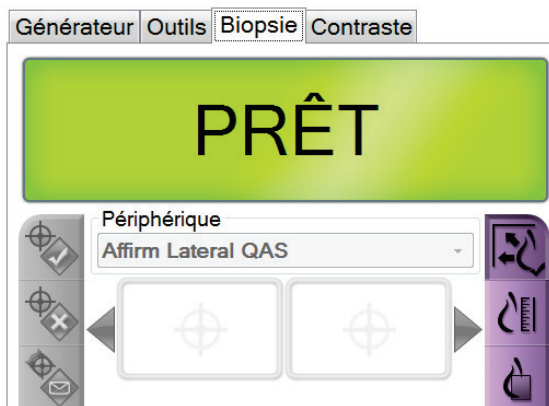 Générateur Outils Biopsie Contraste
PRÊT
Périphérique
Affirm Lateral QAS